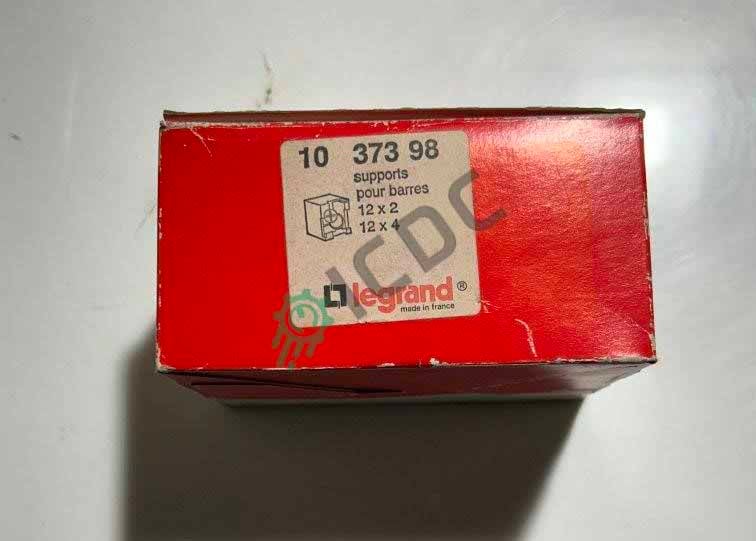 10 373 98
supports
pour barres
12 x 2
12 x 4
legrand®
made in france
ICDC